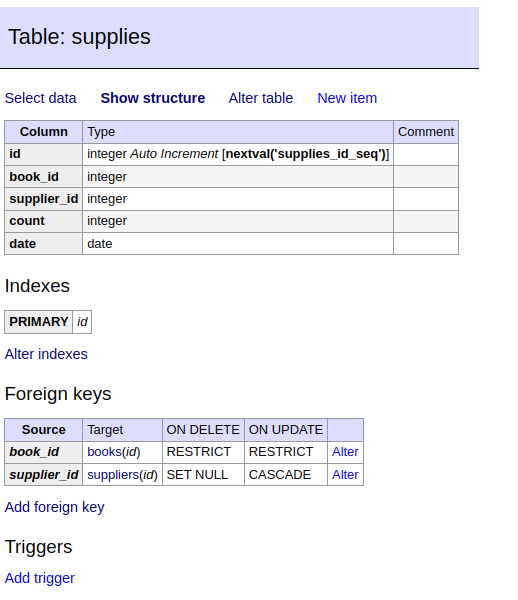 Table: supplies
Select data Show structure Alter table New item
Column Type Comment
id integer Auto Increment [nextval('supplies_id_seq')]
book_id integer
supplier_id integer
count integer
date date
Indexes
PRIMARY id
Alter indexes
Foreign keys
Source Target ON DELETE ON UPDATE
book_id books(id) RESTRICT RESTRICT Alter
supplier_id suppliers(id) SET NULL CASCADE Alter
Add foreign key
Triggers
Add trigger